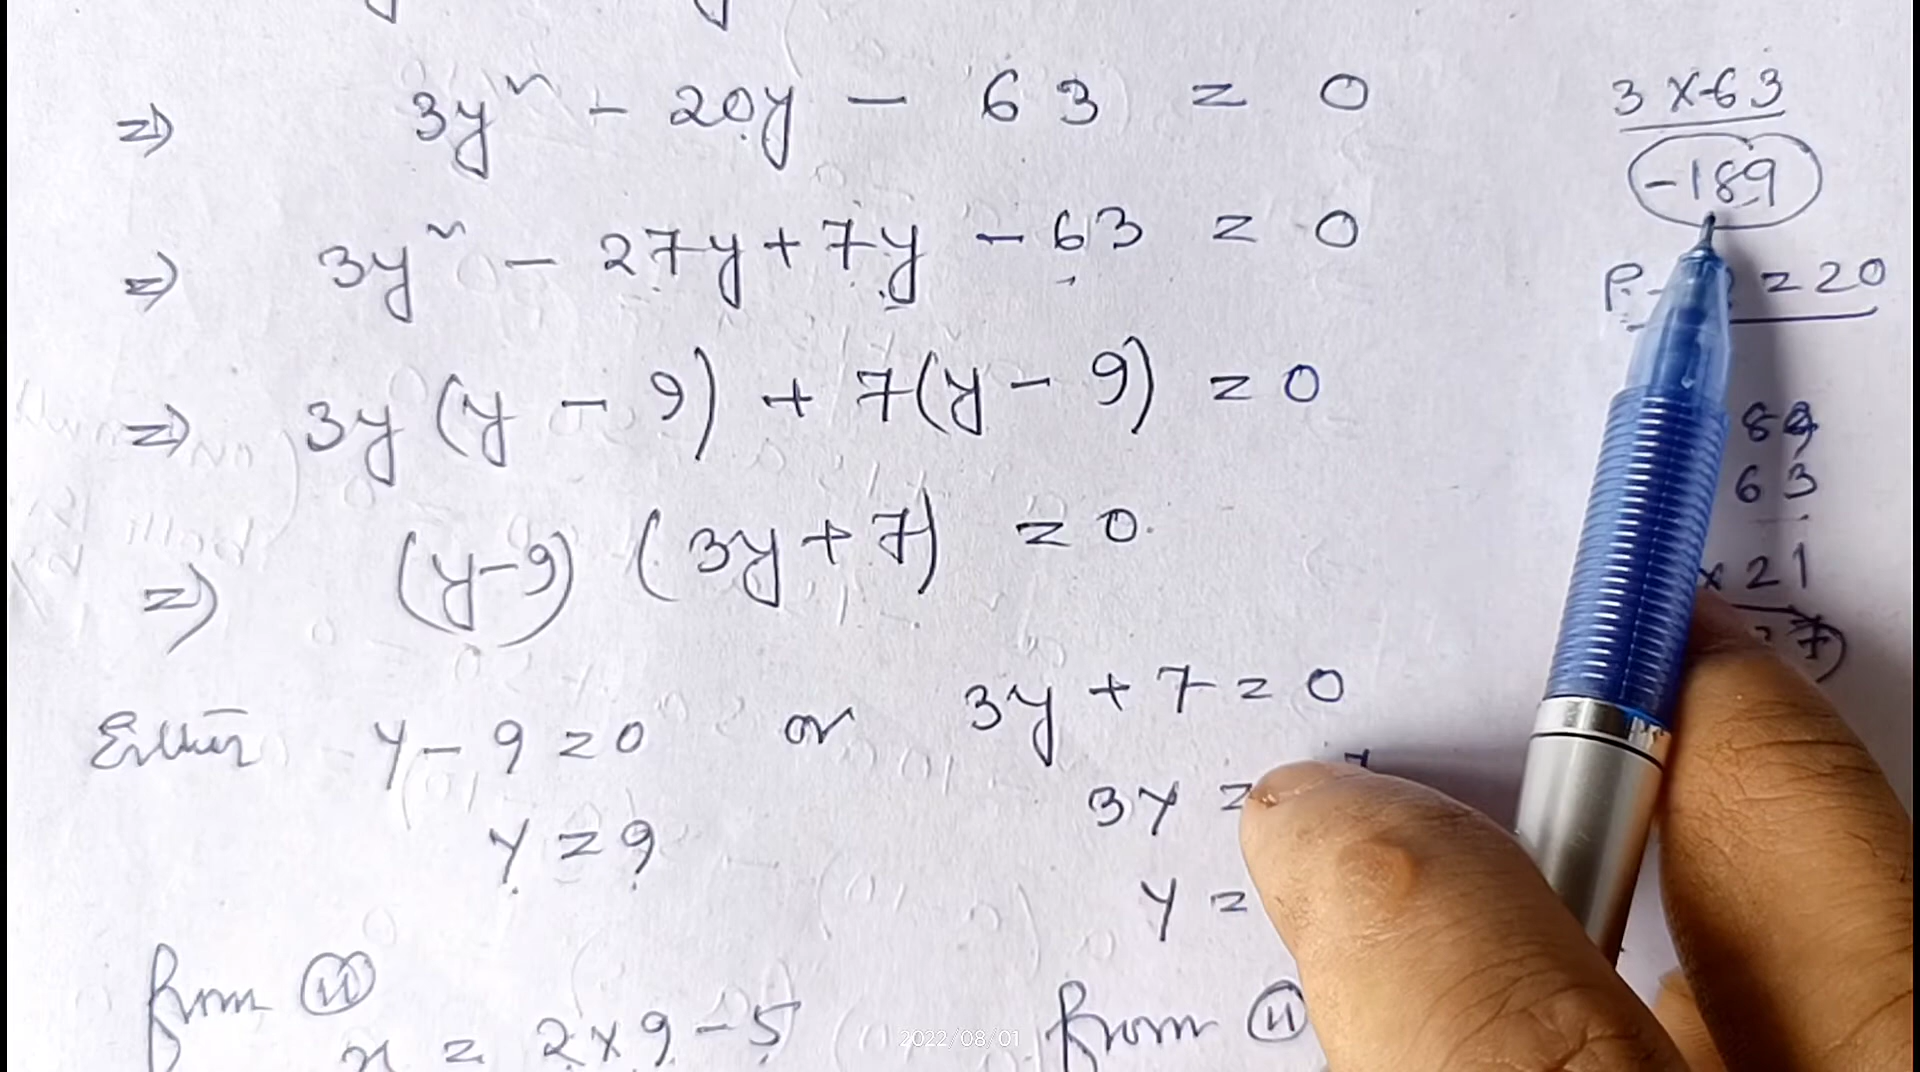 ⇒ 3y² - 20y - 63 = 0
⇒ 3y² - 27y + 7y - 63 = 0
⇒ 3y(y - 9) + 7(y - 9) = 0
⇒ (y-9) (3y+7) = 0
Either y - 9 = 0 or 3y + 7 = 0
y = 9
3y =
y =
from (ii)
x = 2 × 9 - 5
from (ii)
3 × 63
-189
= 20
63
× 21
2022/08/01